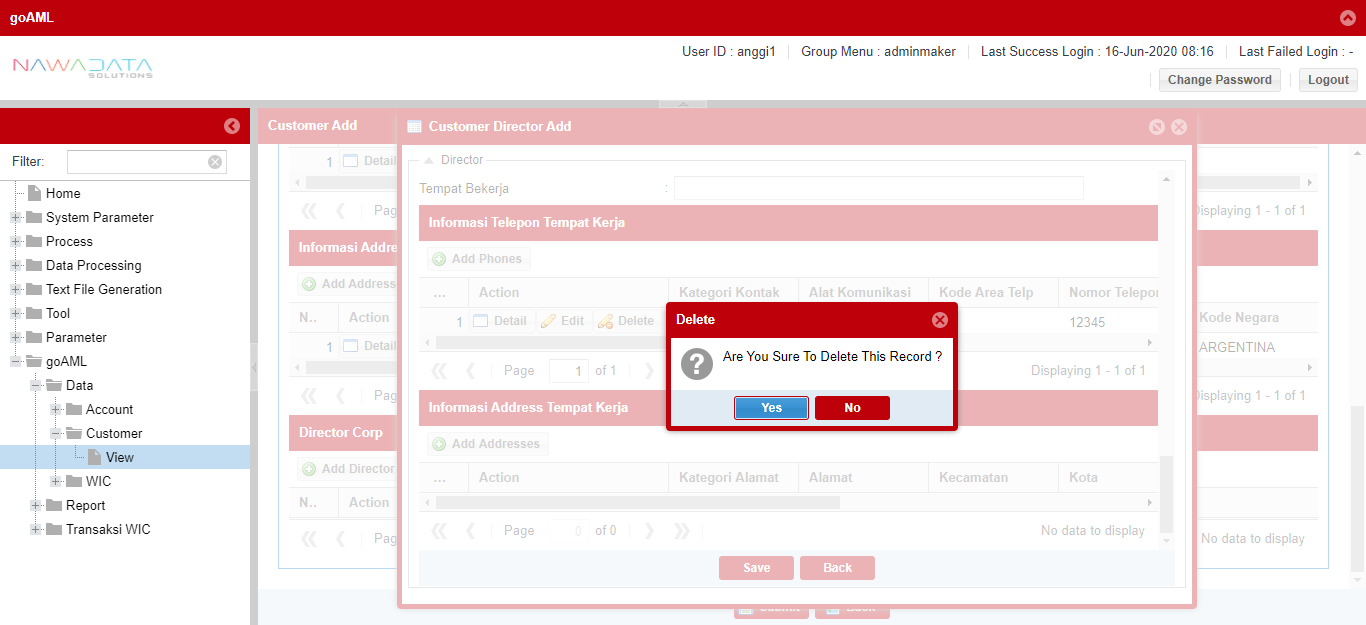 goAML
NAWADATA
SOLUTIONS
User ID : anggi1
Group Menu : adminmaker
Last Success Login : 16-Jun-2020 08:16
Last Failed Login : -
Change Password
Logout
Filter:
Home
System Parameter
Process
Data Processing
Text File Generation
Tool
Parameter
goAML
Data
Account
Customer
View
WIC
Report
Transaksi WIC
Customer Add
1 Detail
Pag
Displaying 1 - 1 of 1
Informasi Addre
Add Address
N.. Action Kode Negara
1 Detail ARGENTINA
Pag
Displaying 1 - 1 of 1
Director Corp
Add Director
N.. Action
Pag
No data to display
Submit Back
Customer Director Add
Director
Tempat Bekerja :
Informasi Telepon Tempat Kerja
Add Phones
... Action Kategori Kontak Alat Komunikasi Kode Area Telp Nomor Telepon
1 Detail Edit Delete 12345
Page 1 of 1
Displaying 1 - 1 of 1
Informasi Address Tempat Kerja
Add Addresses
... Action Kategori Alamat Alamat Kecamatan Kota
Page 0 of 0
No data to display
Save Back
Delete
? Are You Sure To Delete This Record ?
Yes No